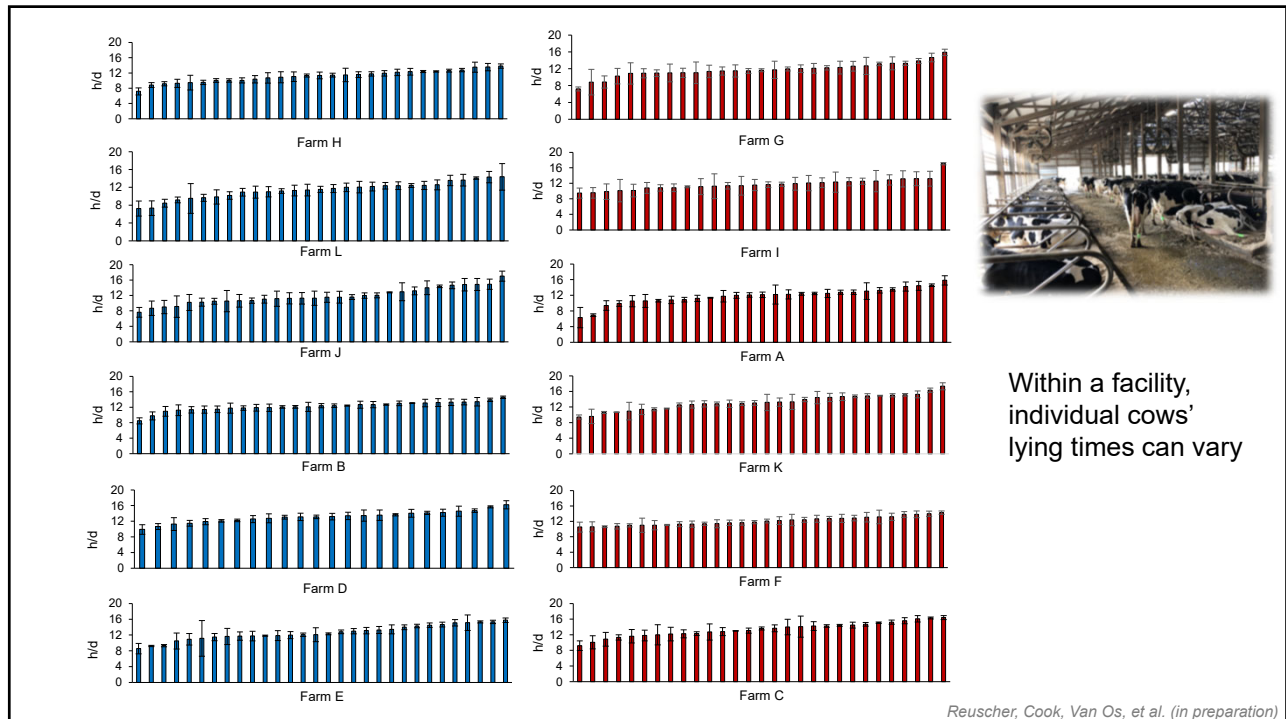 20
16
12
8
4
0
h/d
Farm H
20
16
12
8
4
0
h/d
Farm G
20
16
12
8
4
0
h/d
Farm L
20
16
12
8
4
0
h/d
Farm I
20
16
12
8
4
0
h/d
Farm J
20
16
12
8
4
0
h/d
Farm A
20
16
12
8
4
0
h/d
Farm B
20
16
12
8
4
0
h/d
Farm K
20
16
12
8
4
0
h/d
Farm D
20
16
12
8
4
0
h/d
Farm F
20
16
12
8
4
0
h/d
Farm E
20
16
12
8
4
0
h/d
Farm C
Within a facility,
individual cows’
lying times can vary
Reuscher, Cook, Van Os, et al. (in preparation)